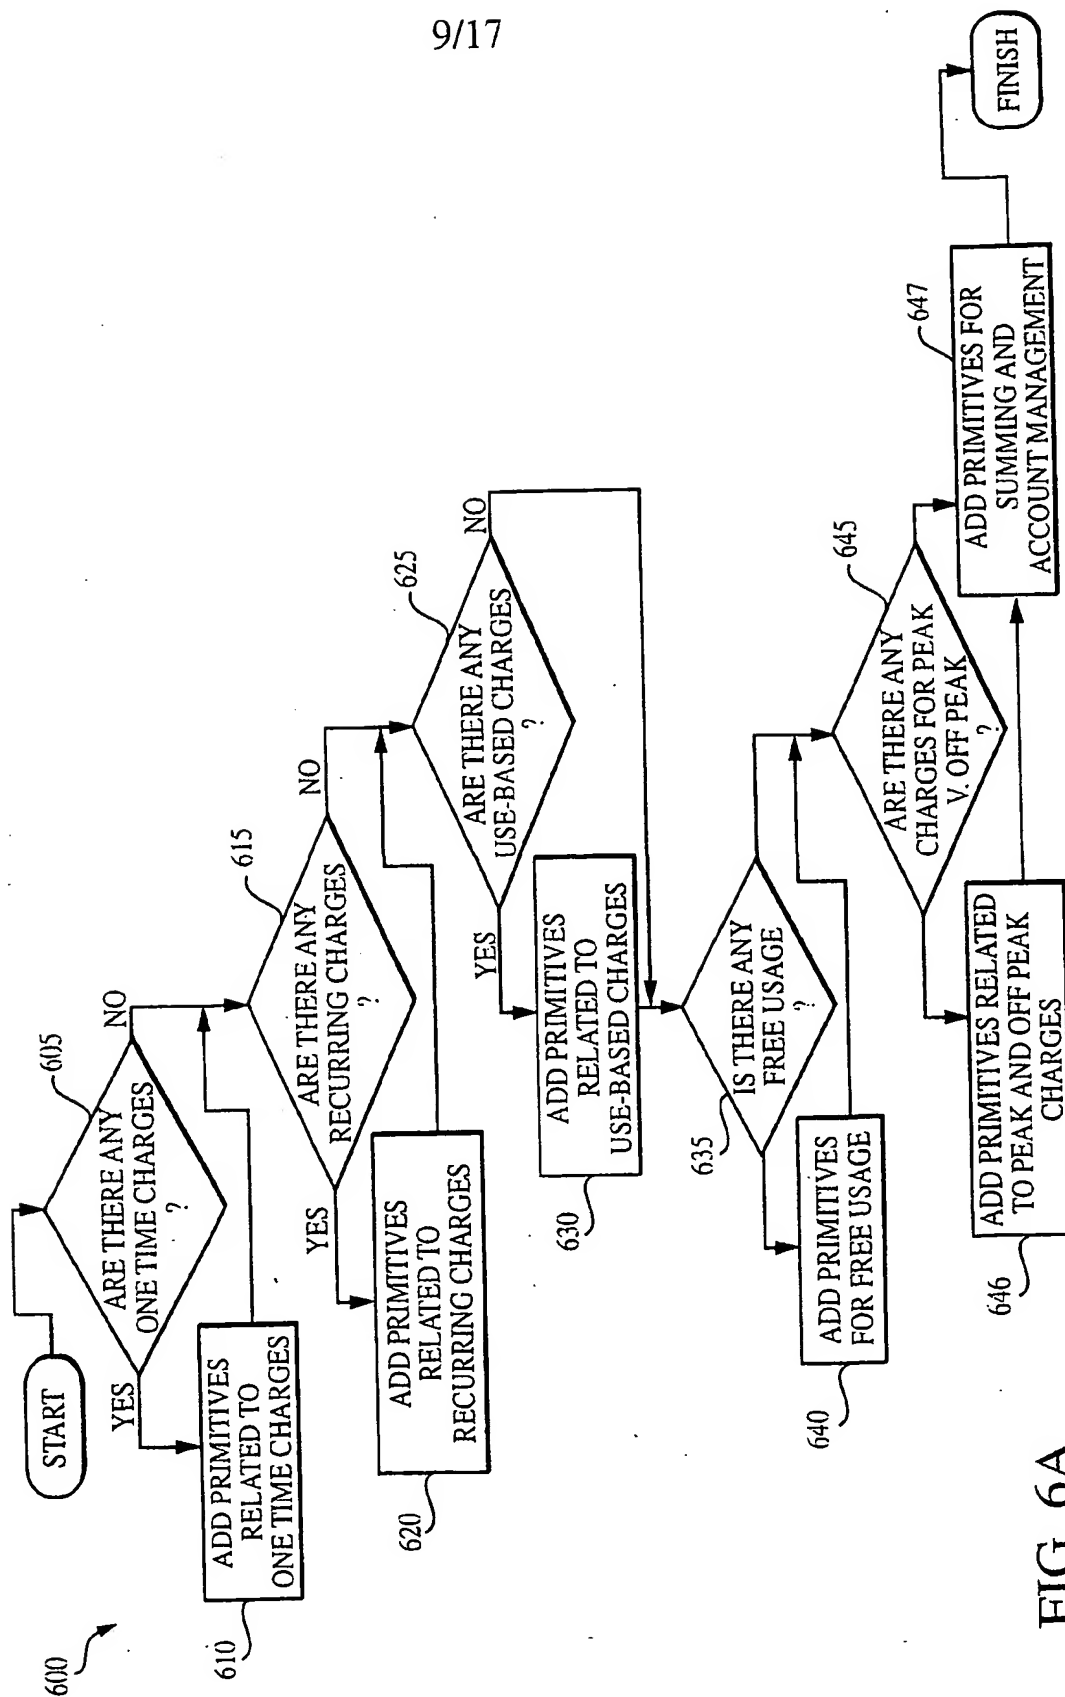 9/17
600
START
605
ARE THERE ANY
ONE TIME CHARGES
?
YES
NO
610
ADD PRIMITIVES
RELATED TO
ONE TIME CHARGES
615
ARE THERE ANY
RECURRING CHARGES
?
YES
NO
620
ADD PRIMITIVES
RELATED TO
RECURRING CHARGES
625
ARE THERE ANY
USE-BASED CHARGES
?
YES
NO
630
ADD PRIMITIVES
RELATED TO
USE-BASED CHARGES
635
IS THERE ANY
FREE USAGE
?
640
ADD PRIMITIVES
FOR FREE USAGE
645
ARE THERE ANY
CHARGES FOR PEAK
V. OFF PEAK
?
646
ADD PRIMITIVES RELATED
TO PEAK AND OFF PEAK
CHARGES
647
ADD PRIMITIVES FOR
SUMMING AND
ACCOUNT MANAGEMENT
FINISH
FIG. 6A